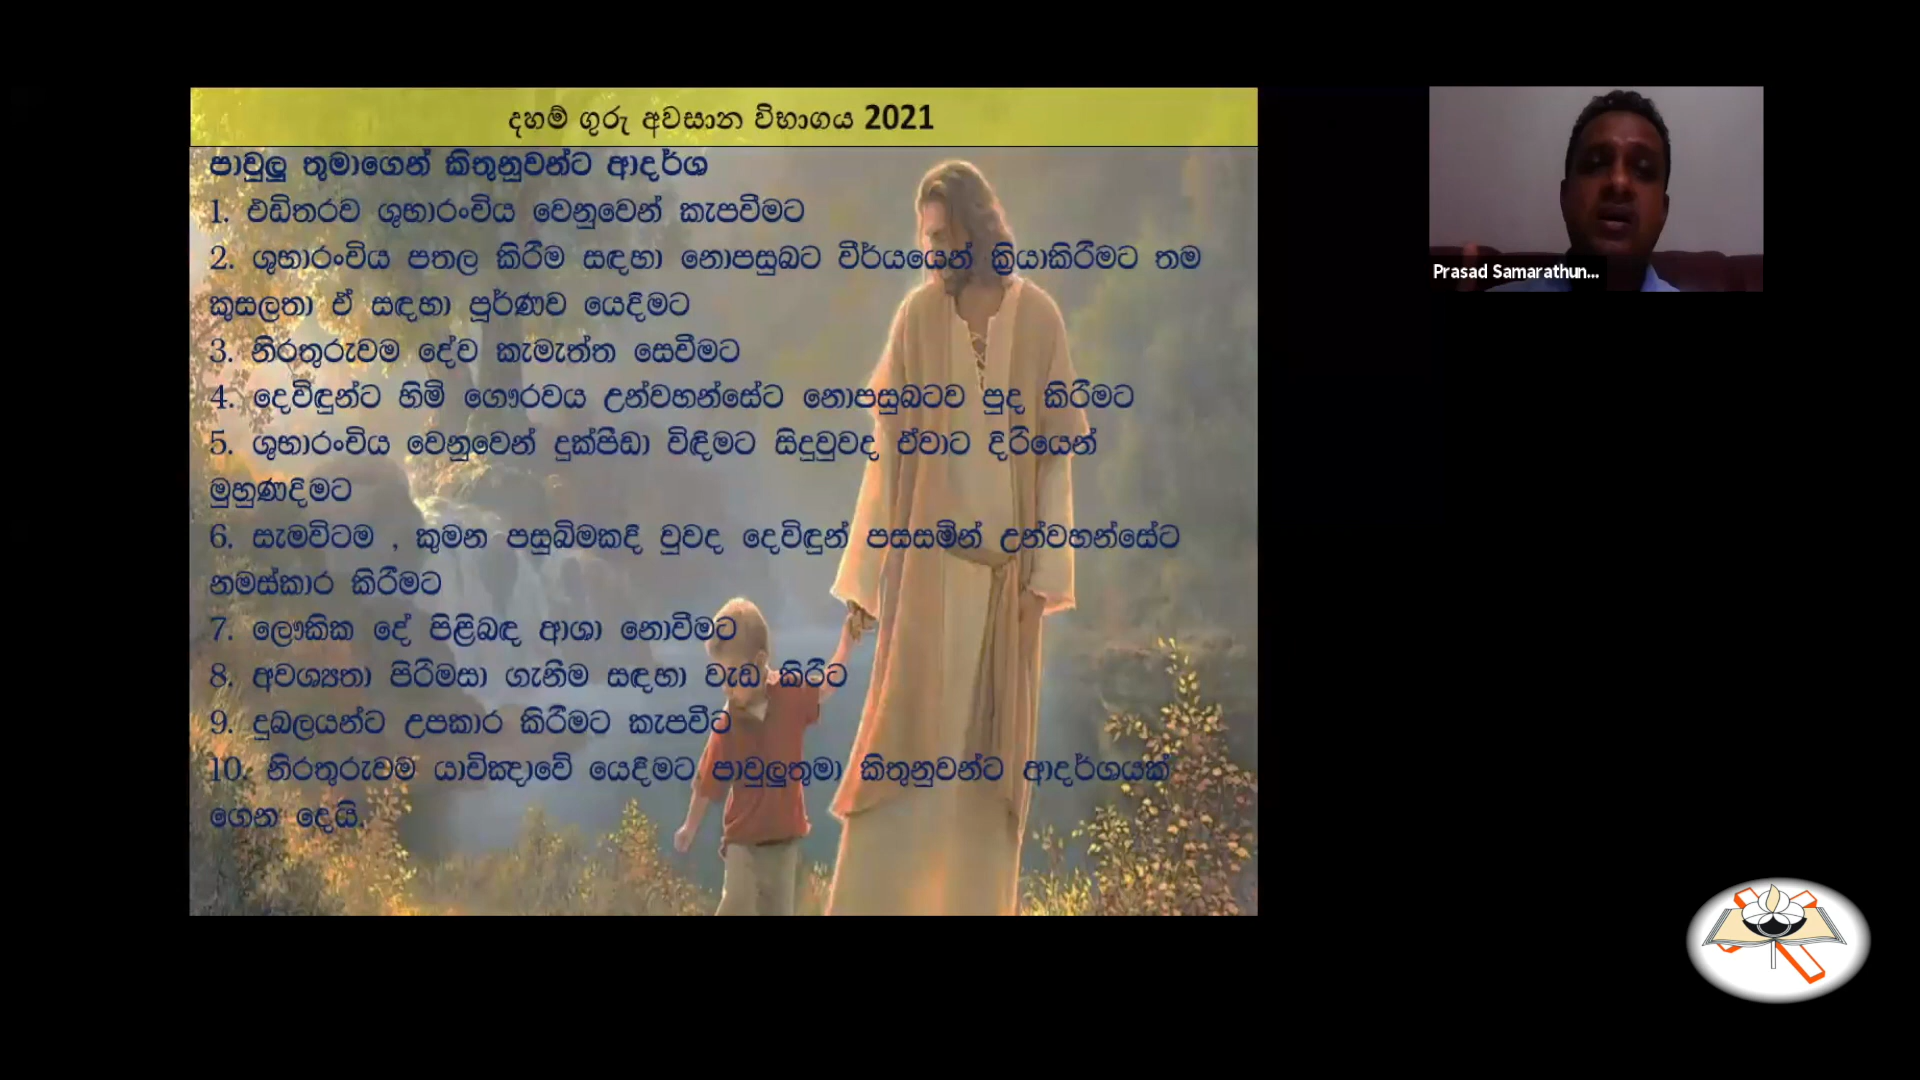 දහම් ගුරු අවසාන විභාගය 2021
පාවුලු තුමාගෙන් කිතුනුවන්ට ආදර්ශ
1. එඩිතරව ශුභාරංචිය වෙනුවෙන් කැපවීමට
2. ශුභාරංචිය පතල කිරීම සඳහා නොපසුබට වීර්යයෙන් ක්‍රියාකිරීමට තම
කුසලතා ඒ සඳහා පූර්ණව යෙදීමට
3. නිරතුරුවම දේව කැමැත්ත සෙවීමට
4. දෙවිඳුන්ට හිමි ගෞරවය උන්වහන්සේට නොපසුබටව පුද කිරීමට
5. ශුභාරංචිය වෙනුවෙන් දුක්පීඩා විඳීමට සිදුවුවද ඒවාට දිරියෙන්
මුහුණදීමට
6. සැමවිටම , කුමන පසුබිමකදී වුවද දෙවිඳුන් පසසමින් උන්වහන්සේට
නමස්කාර කිරීමට
7. ලෞකික දේ පිළිබඳ ආශා නොවීමට
8. අවශ්‍යතා පිරිමසා ගැනීම සඳහා වැඩ කිරීට
9. දුබලයන්ට උපකාර කිරීමට කැපවීට
10. නිරතුරුවම යාච්ඤාවේ යෙදීමට පාවුලුතුමා කිතුනුවන්ට ආදර්ශයක්
ගෙන දෙයි.
Prasad Samarathun...